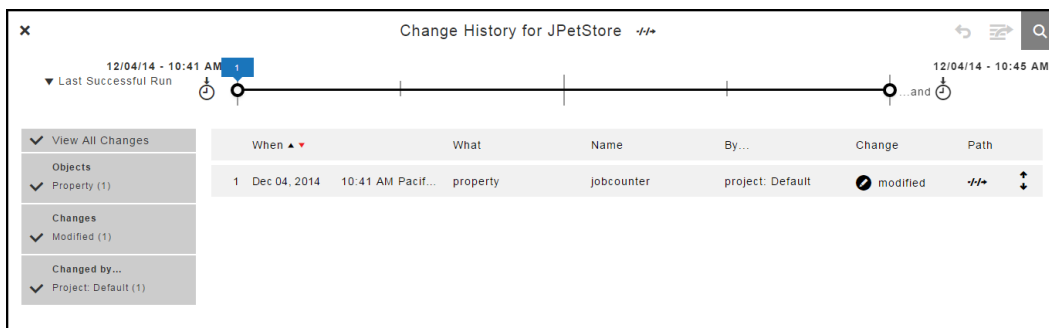 Change History for JPetStore
12/04/14 - 10:41 AM
1
12/04/14 - 10:45 AM
Last Successful Run
...and
View All Changes
When What Name By... Change Path
Objects
Property (1)
1 Dec 04, 2014 10:41 AM Pacif... property jobcounter project: Default modified
Changes
Modified (1)
Changed by...
Project: Default (1)